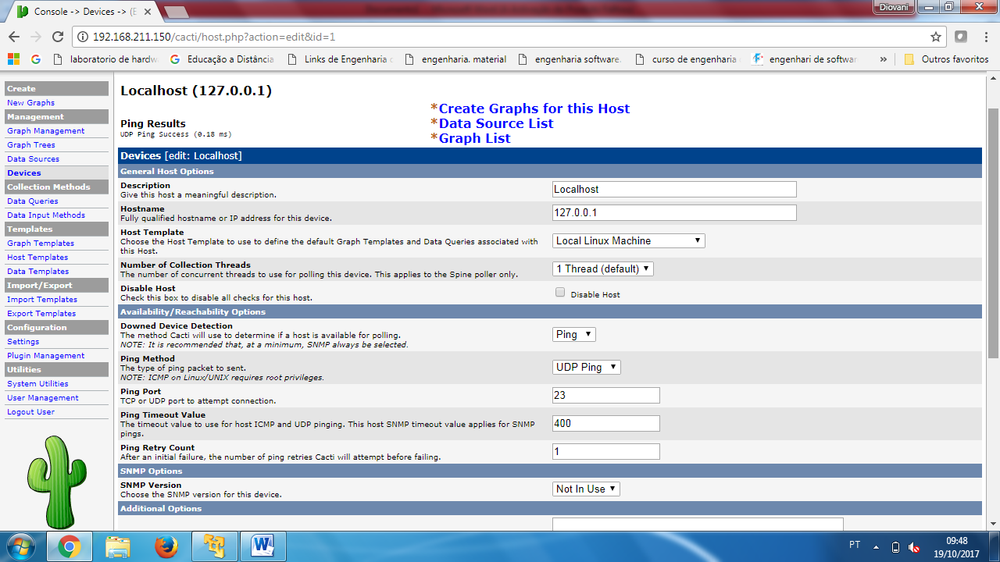 Console -> Devices -> (E
Diovani
192.168.211.150/cacti/host.php?action=edit&id=1
laboratorio de hardw
Educação a Distância
Links de Engenharia
engenharia. material
engenharia software.
curso de engenharia
engenhari de softwar
»
Outros favoritos
Create
New Graphs
Management
Graph Management
Graph Trees
Data Sources
Devices
Collection Methods
Data Queries
Data Input Methods
Templates
Graph Templates
Host Templates
Data Templates
Import/Export
Import Templates
Export Templates
Configuration
Settings
Plugin Management
Utilities
System Utilities
User Management
Logout User
Localhost (127.0.0.1)
Ping Results
UDP Ping Success (0.18 ms)
*Create Graphs for this Host
*Data Source List
*Graph List
Devices [edit: Localhost]
General Host Options
Description
Give this host a meaningful description.
Localhost
Hostname
Fully qualified hostname or IP address for this device.
127.0.0.1
Host Template
Choose the Host Template to use to define the default Graph Templates and Data Queries associated with
this Host.
Local Linux Machine
Number of Collection Threads
The number of concurrent threads to use for polling this device. This applies to the Spine poller only.
1 Thread (default)
Disable Host
Check this box to disable all checks for this host.
Disable Host
Availability/Reachability Options
Downed Device Detection
The method Cacti will use to determine if a host is available for polling.
NOTE: It is recommended that, at a minimum, SNMP always be selected.
Ping
Ping Method
The type of ping packet to sent.
NOTE: ICMP on Linux/UNIX requires root privileges.
UDP Ping
Ping Port
TCP or UDP port to attempt connection.
23
Ping Timeout Value
The timeout value to use for host ICMP and UDP pinging. This host SNMP timeout value applies for SNMP
pings.
400
Ping Retry Count
After an initial failure, the number of ping retries Cacti will attempt before failing.
1
SNMP Options
SNMP Version
Choose the SNMP version for this device.
Not In Use
Additional Options
PT
09:48
19/10/2017